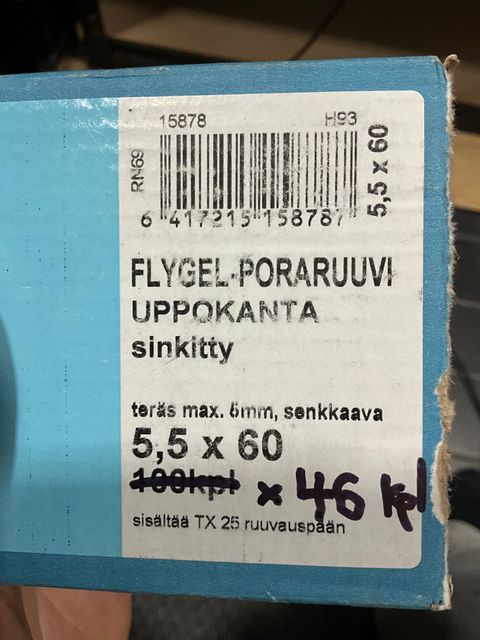 15878 H93
RN69
5,5 x 60
6 417215 158787
FLYGEL-PORARUUVI
UPPOKANTA
sinkitty
teräs max. 6mm, senkkaava
5,5 x 60
100kpl x 46 kpl
sisältää TX 25 ruuvauspään